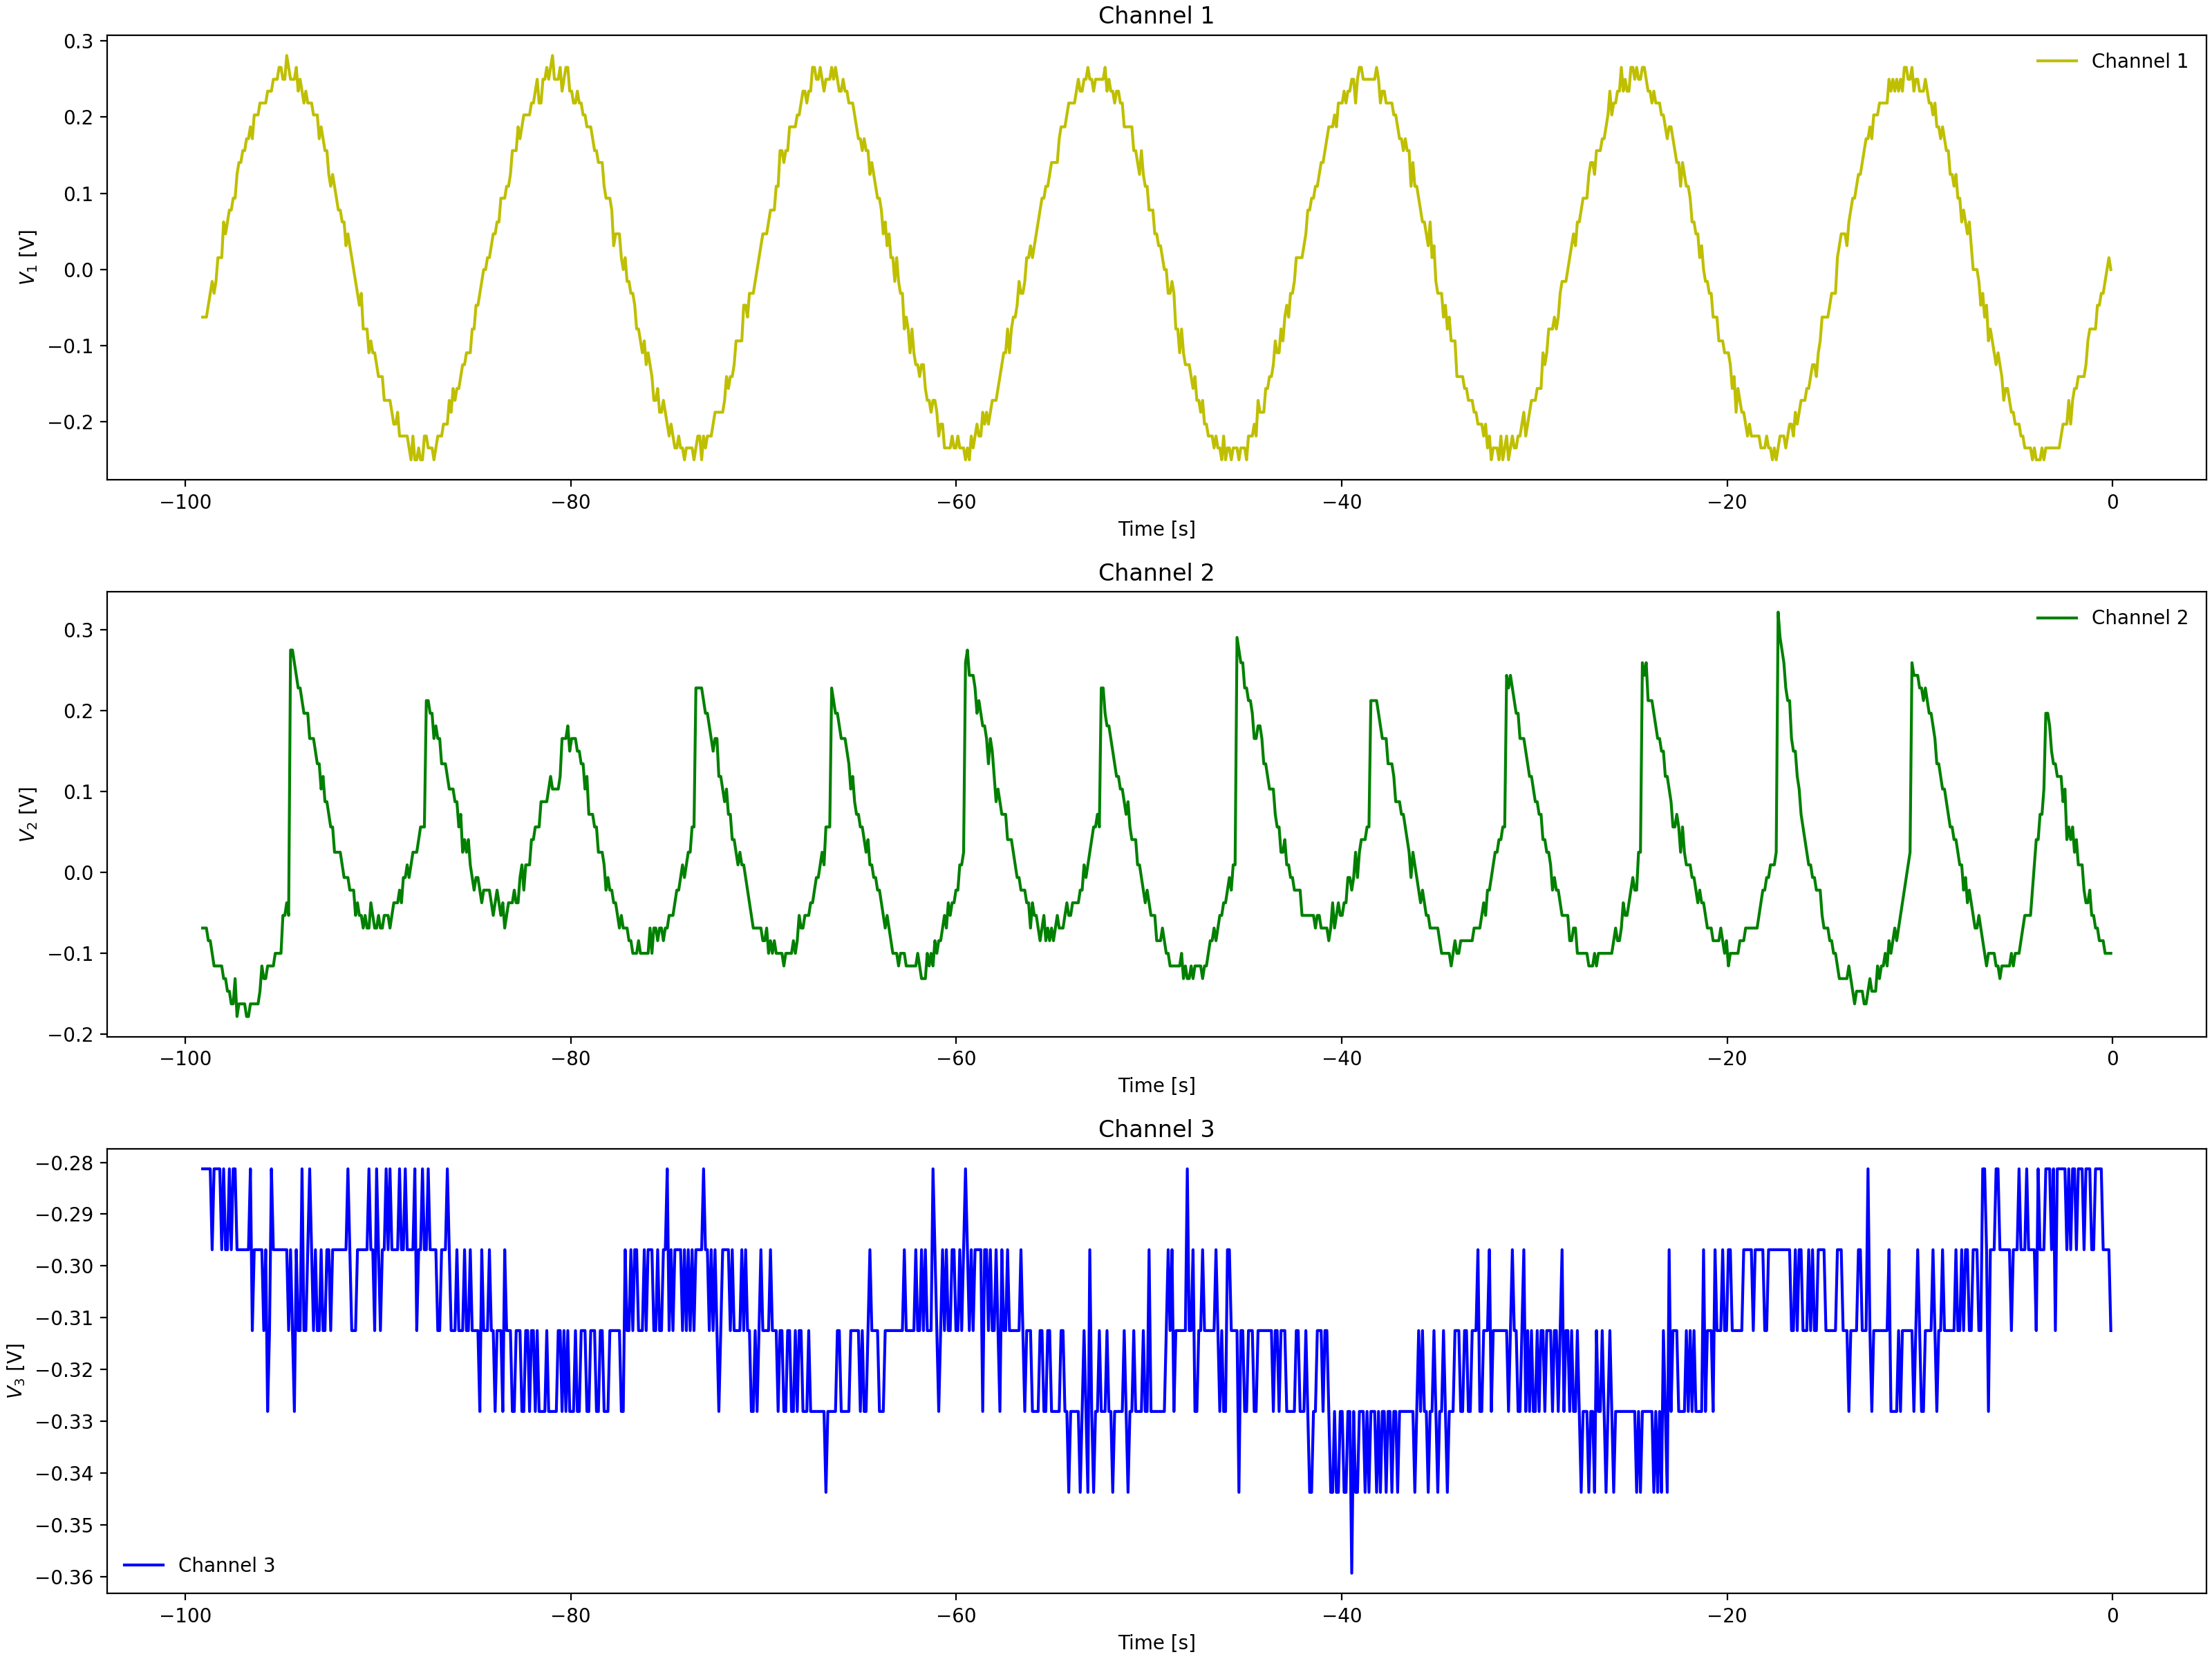 Channel 1
0.3
0.2
0.1
0.0
−0.1
−0.2
V₁ [V]
Channel 1
−100 −80 −60 −40 −20 0
Time [s]
Channel 2
0.3
0.2
0.1
0.0
−0.1
−0.2
V₂ [V]
Channel 2
−100 −80 −60 −40 −20 0
Time [s]
Channel 3
−0.28
−0.29
−0.30
−0.31
−0.32
−0.33
−0.34
−0.35
−0.36
V₃ [V]
Channel 3
−100 −80 −60 −40 −20 0
Time [s]